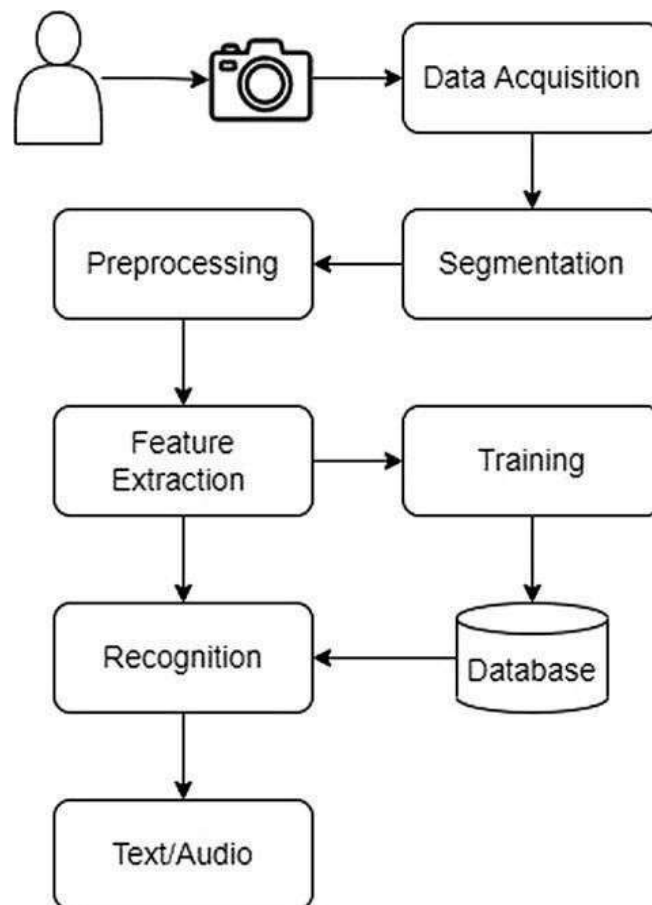 Data Acquisition
Preprocessing
Segmentation
Feature
Extraction
Training
Recognition
Database
Text/Audio